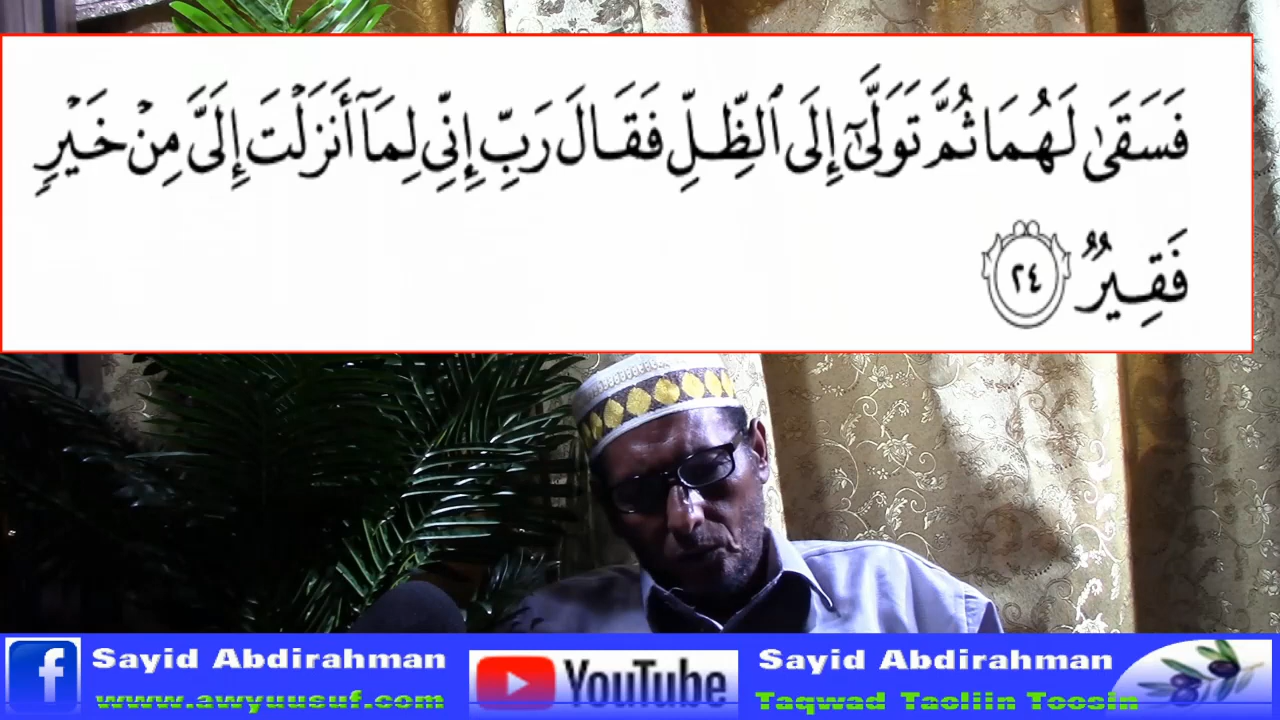 فَسَقَىٰ لَهُمَا ثُمَّ تَوَلَّىٰٓ إِلَى ٱلظِّلِّ فَقَالَ رَبِّ إِنِّى لِمَآ أَنزَلْتَ إِلَىَّ مِنْ خَيْرٍ
فَقِيرٌ ٢٤
f Sayid Abdirahman YouTube Sayid Abdirahman
www.awyuusuf.com Taqwad Taoliin Toosin